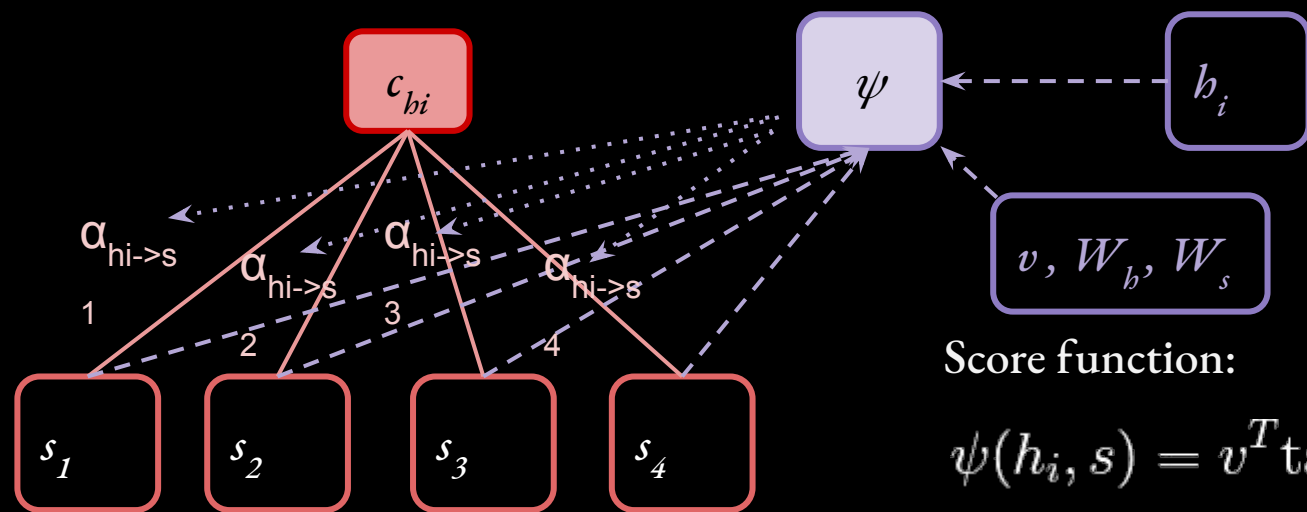 c_hi
ψ
h_i
α_hi->s
1
α_hi->s
2
α_hi->s
3
α_hi->s
4
v, W_h, W_s
Score function:
s_1
s_2
s_3
s_4
ψ(h_i, s) = v^T